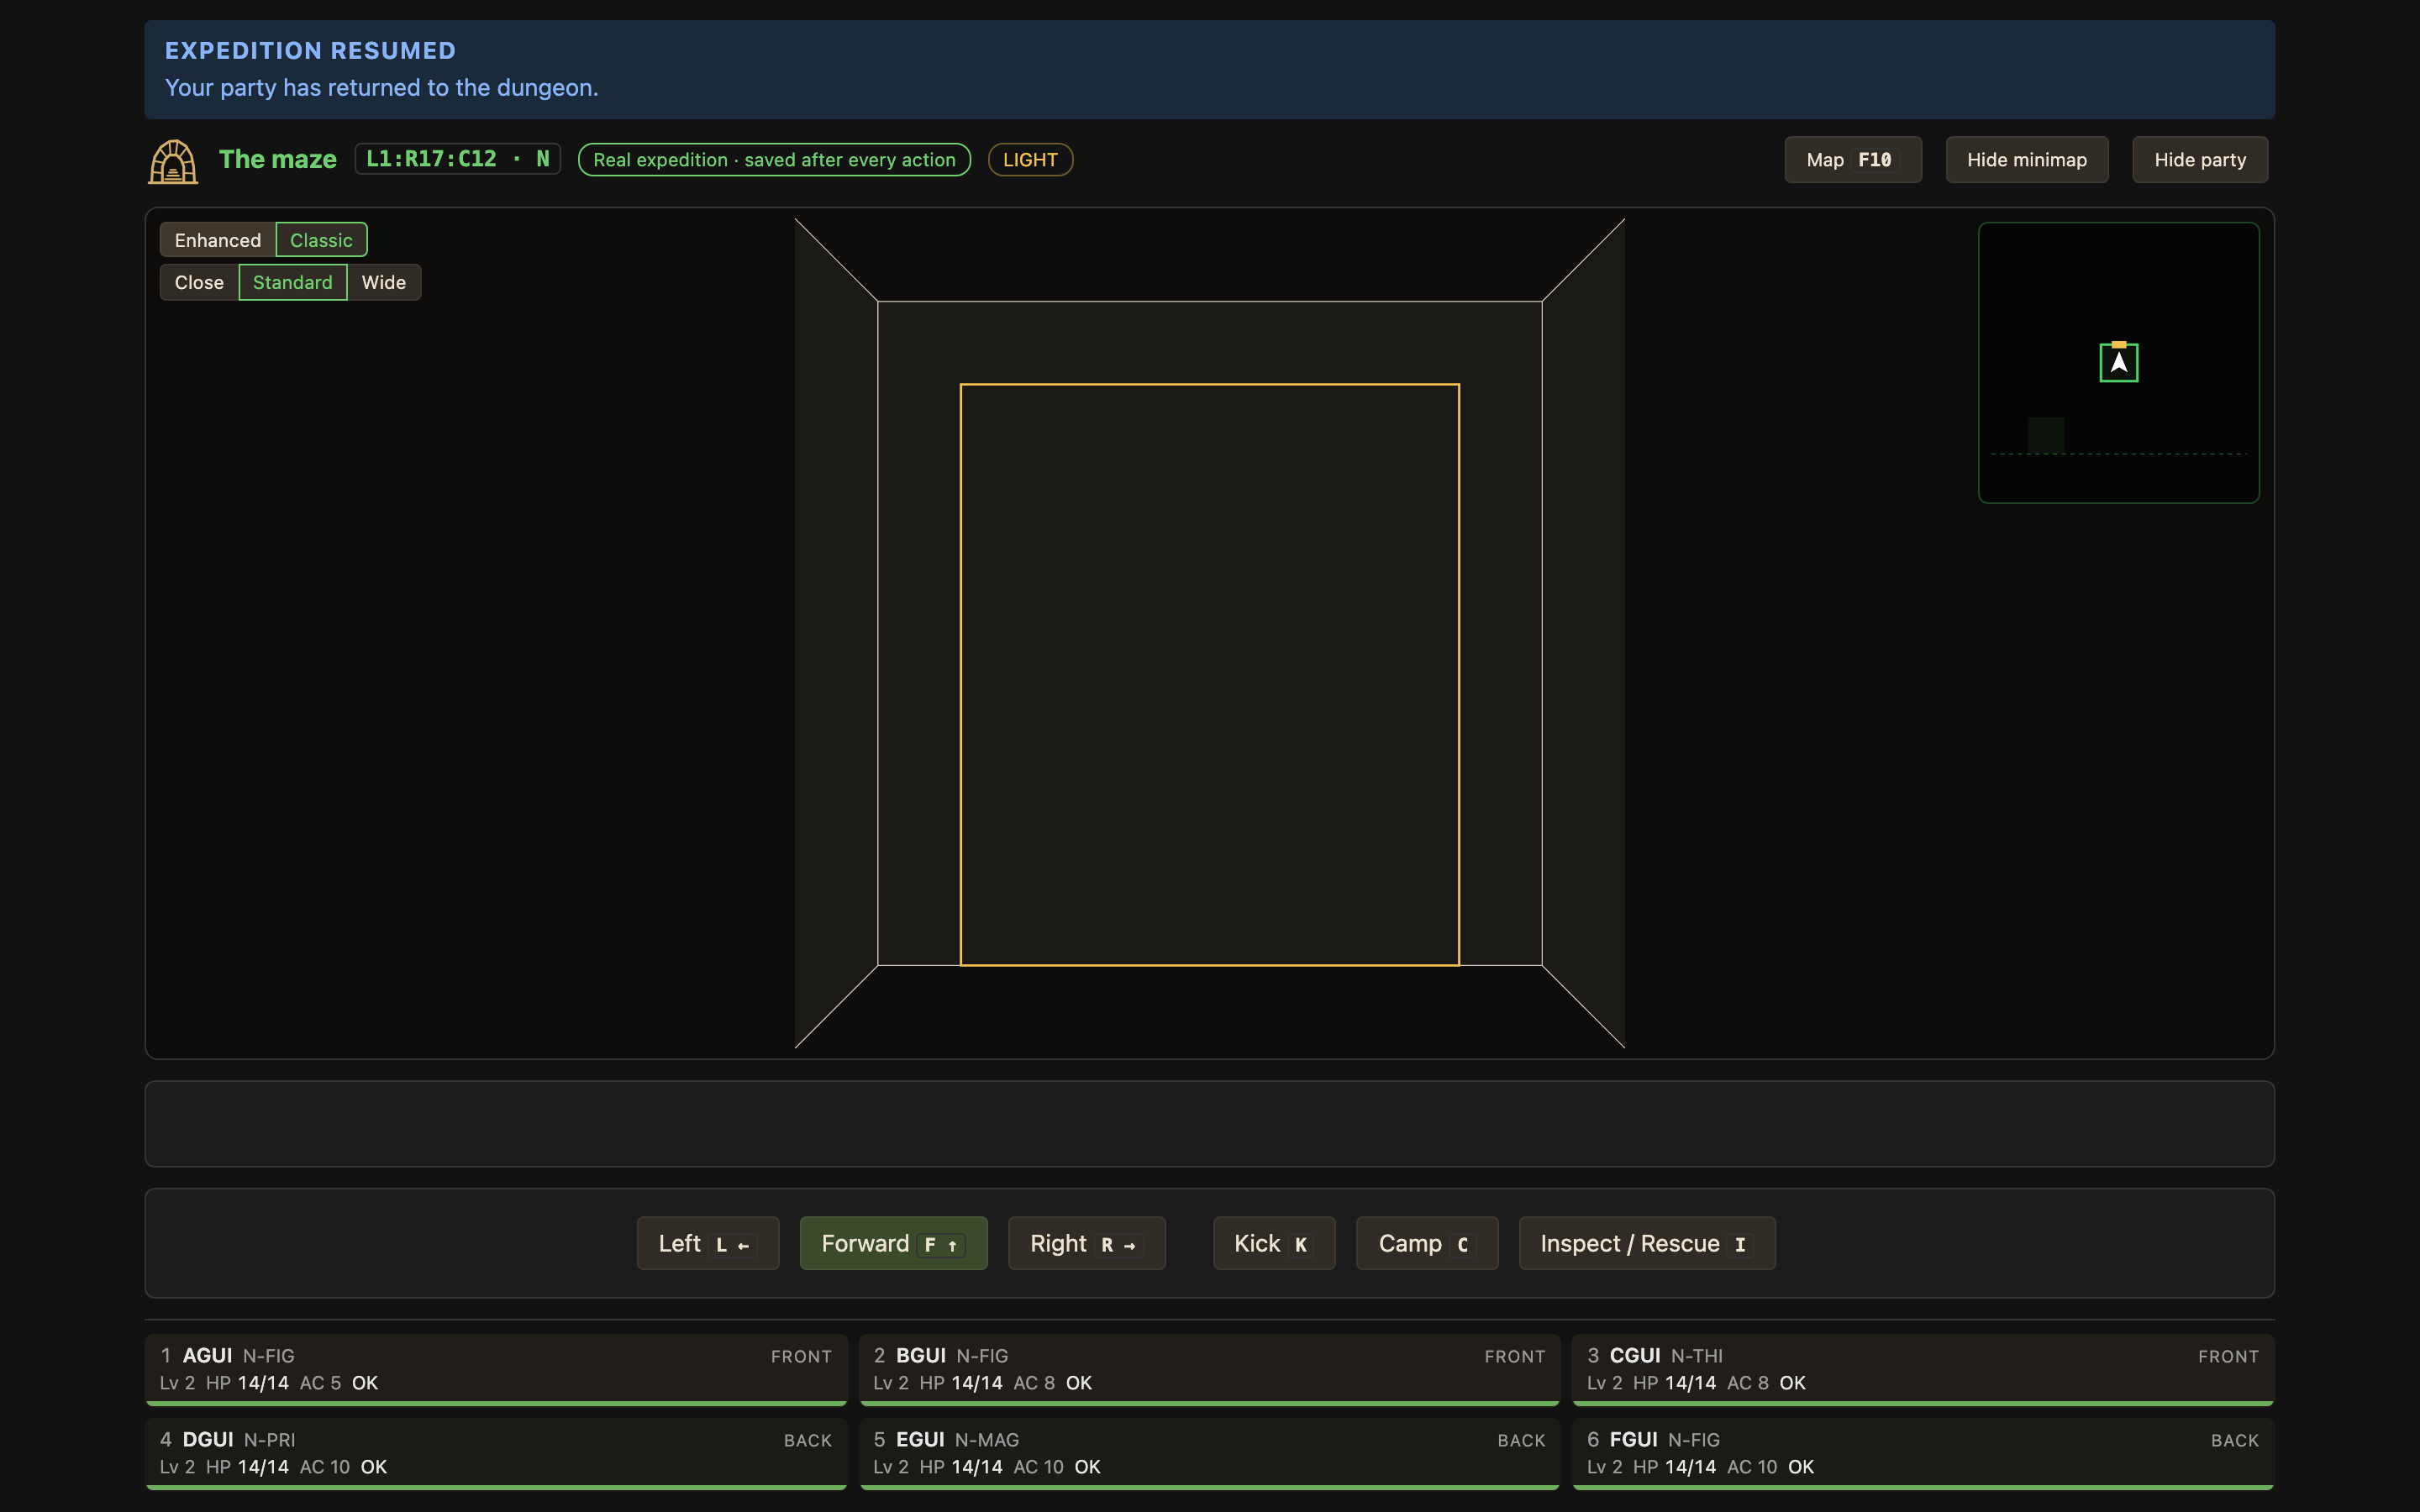 EXPEDITION RESUMED
Your party has returned to the dungeon.
The maze L1:R17:C12 · N Real expedition · saved after every action LIGHT Map F10 Hide minimap Hide party
Enhanced Classic
Close Standard Wide
Left L ← Forward F ↑ Right R → Kick K Camp C Inspect / Rescue I
1 AGUI N-FIG FRONT
Lv 2 HP 14/14 AC 5 OK
2 BGUI N-FIG FRONT
Lv 2 HP 14/14 AC 8 OK
3 CGUI N-THI FRONT
Lv 2 HP 14/14 AC 8 OK
4 DGUI N-PRI BACK
Lv 2 HP 14/14 AC 10 OK
5 EGUI N-MAG BACK
Lv 2 HP 14/14 AC 10 OK
6 FGUI N-FIG BACK
Lv 2 HP 14/14 AC 10 OK